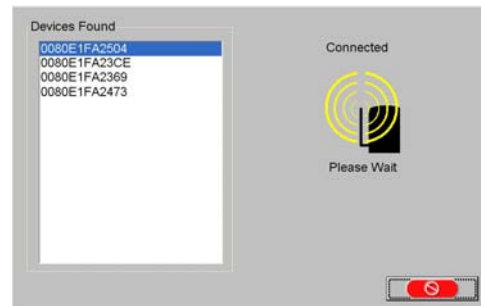 Devices Found
0080E1FA2504
0080E1FA23CE
0080E1FA2369
0080E1FA2473
Connected
Please Wait